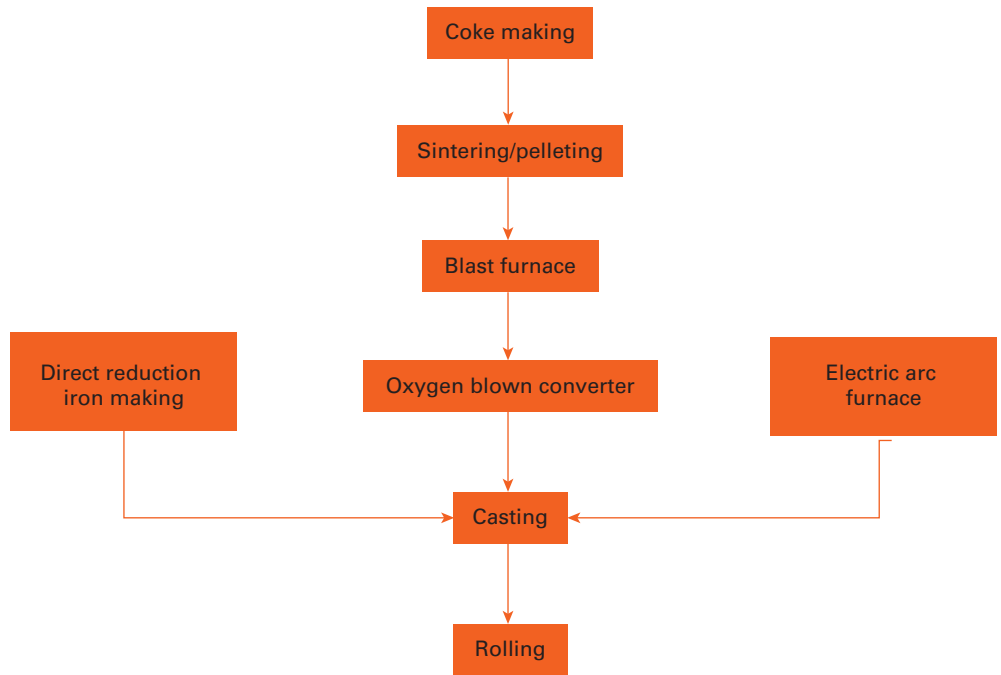 Coke making
Sintering/pelleting
Blast furnace
Direct reduction
iron making
Oxygen blown converter
Electric arc
furnace
Casting
Rolling